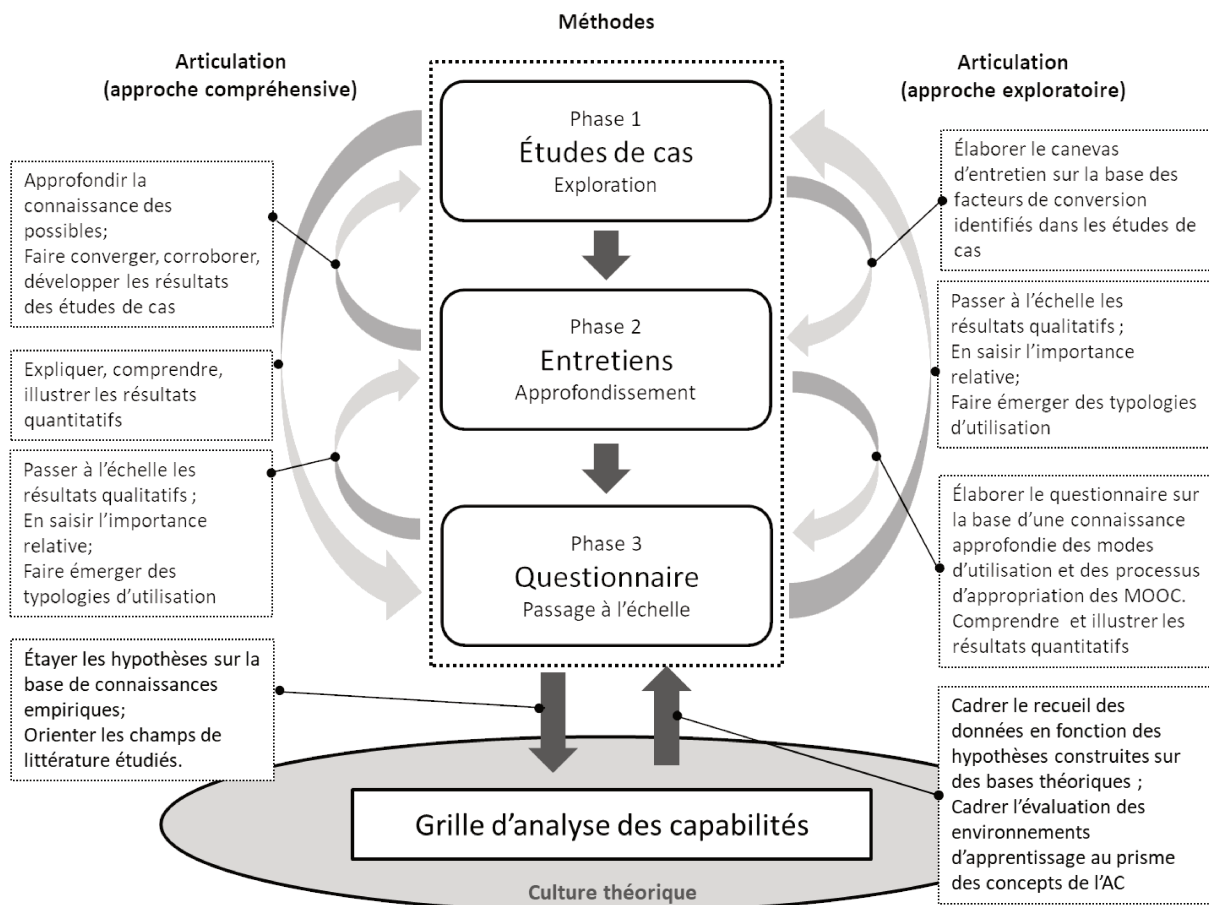 Méthodes
Articulation
(approche compréhensive)
Articulation
(approche exploratoire)
Phase 1
Études de cas
Exploration
Phase 2
Entretiens
Approfondissement
Phase 3
Questionnaire
Passage à l’échelle
Approfondir la
connaissance des
possibles;
Faire converger, corroborer,
développer les résultats
des études de cas
Expliquer, comprendre,
illustrer les résultats
quantitatifs
Passer à l’échelle les
résultats qualitatifs ;
En saisir l’importance
relative;
Faire émerger des
typologies d’utilisation
Étayer les hypothèses sur la
base de connaissances
empiriques;
Orienter les champs de
littérature étudiés.
Élaborer le canevas
d’entretien sur la base des
facteurs de conversion
identifiés dans les études de
cas
Passer à l’échelle les
résultats qualitatifs ;
En saisir l’importance
relative;
Faire émerger des typologies
d’utilisation
Élaborer le questionnaire sur
la base d’une connaissance
approfondie des modes
d’utilisation et des processus
d’appropriation des MOOC.
Comprendre et illustrer les
résultats quantitatifs
Cadrer le recueil des
données en fonction des
hypothèses construites sur
des bases théoriques ;
Cadrer l’évaluation des
environnements
d’apprentissage au prisme
des concepts de l’AC
Grille d’analyse des capabilités
Culture théorique